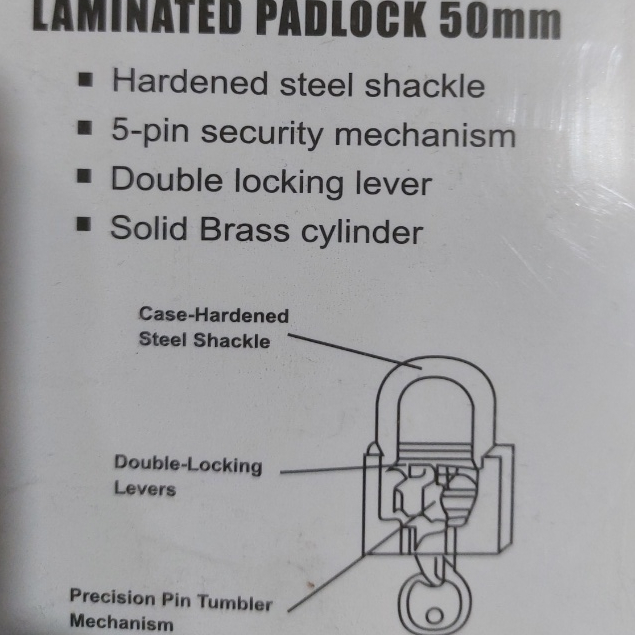 LAMINATED PADLOCK 50mm
▪ Hardened steel shackle
▪ 5-pin security mechanism
▪ Double locking lever
▪ Solid Brass cylinder
Case-Hardened
Steel Shackle
Double-Locking
Levers
Precision Pin Tumbler
Mechanism